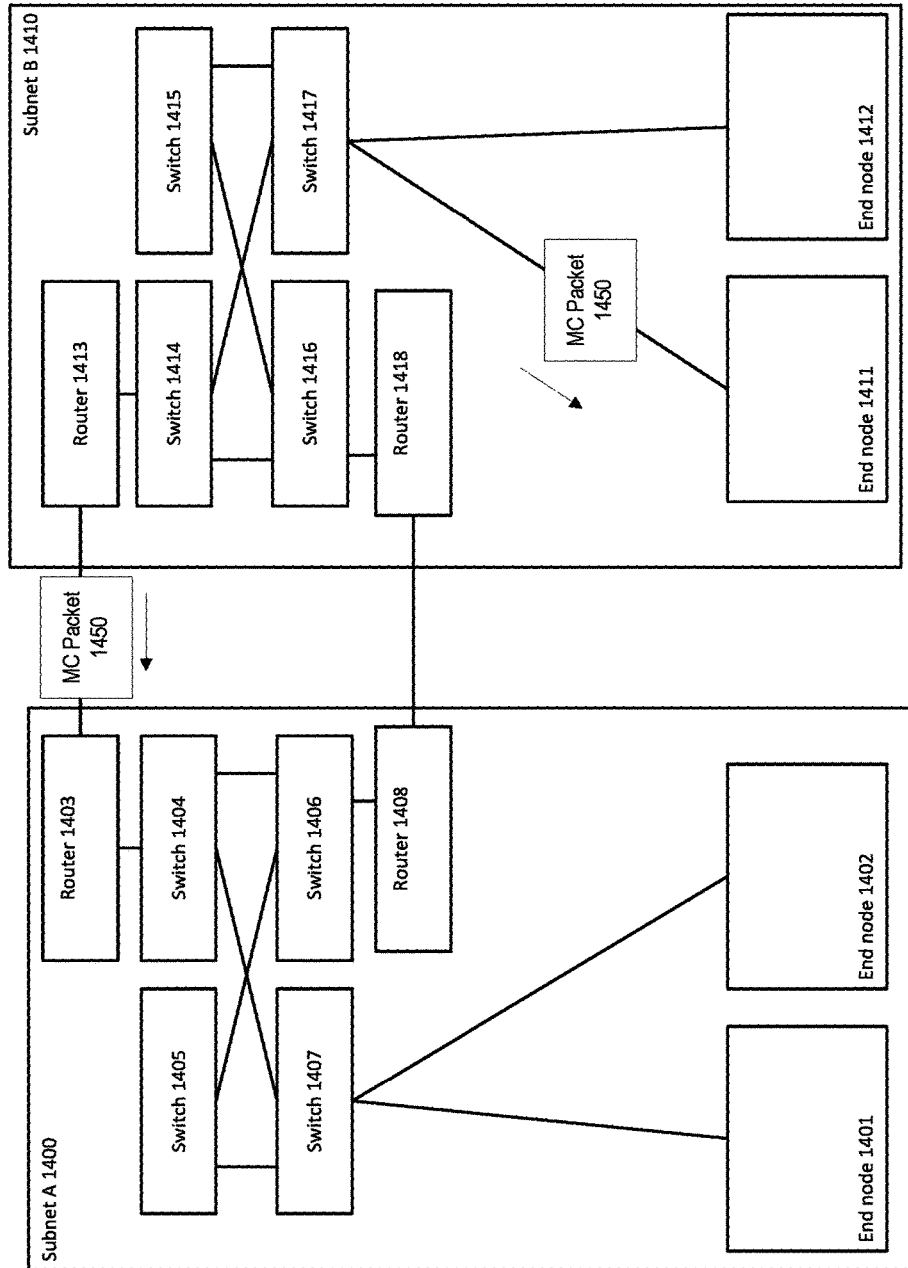 Subnet A 1400
Router 1403
Switch 1405
Switch 1404
Switch 1407
Switch 1406
Router 1408
End node 1401
End node 1402
MC Packet
1450
Subnet B 1410
Router 1413
Switch 1414
Switch 1415
Switch 1416
Switch 1417
Router 1418
MC Packet
1450
End node 1411
End node 1412